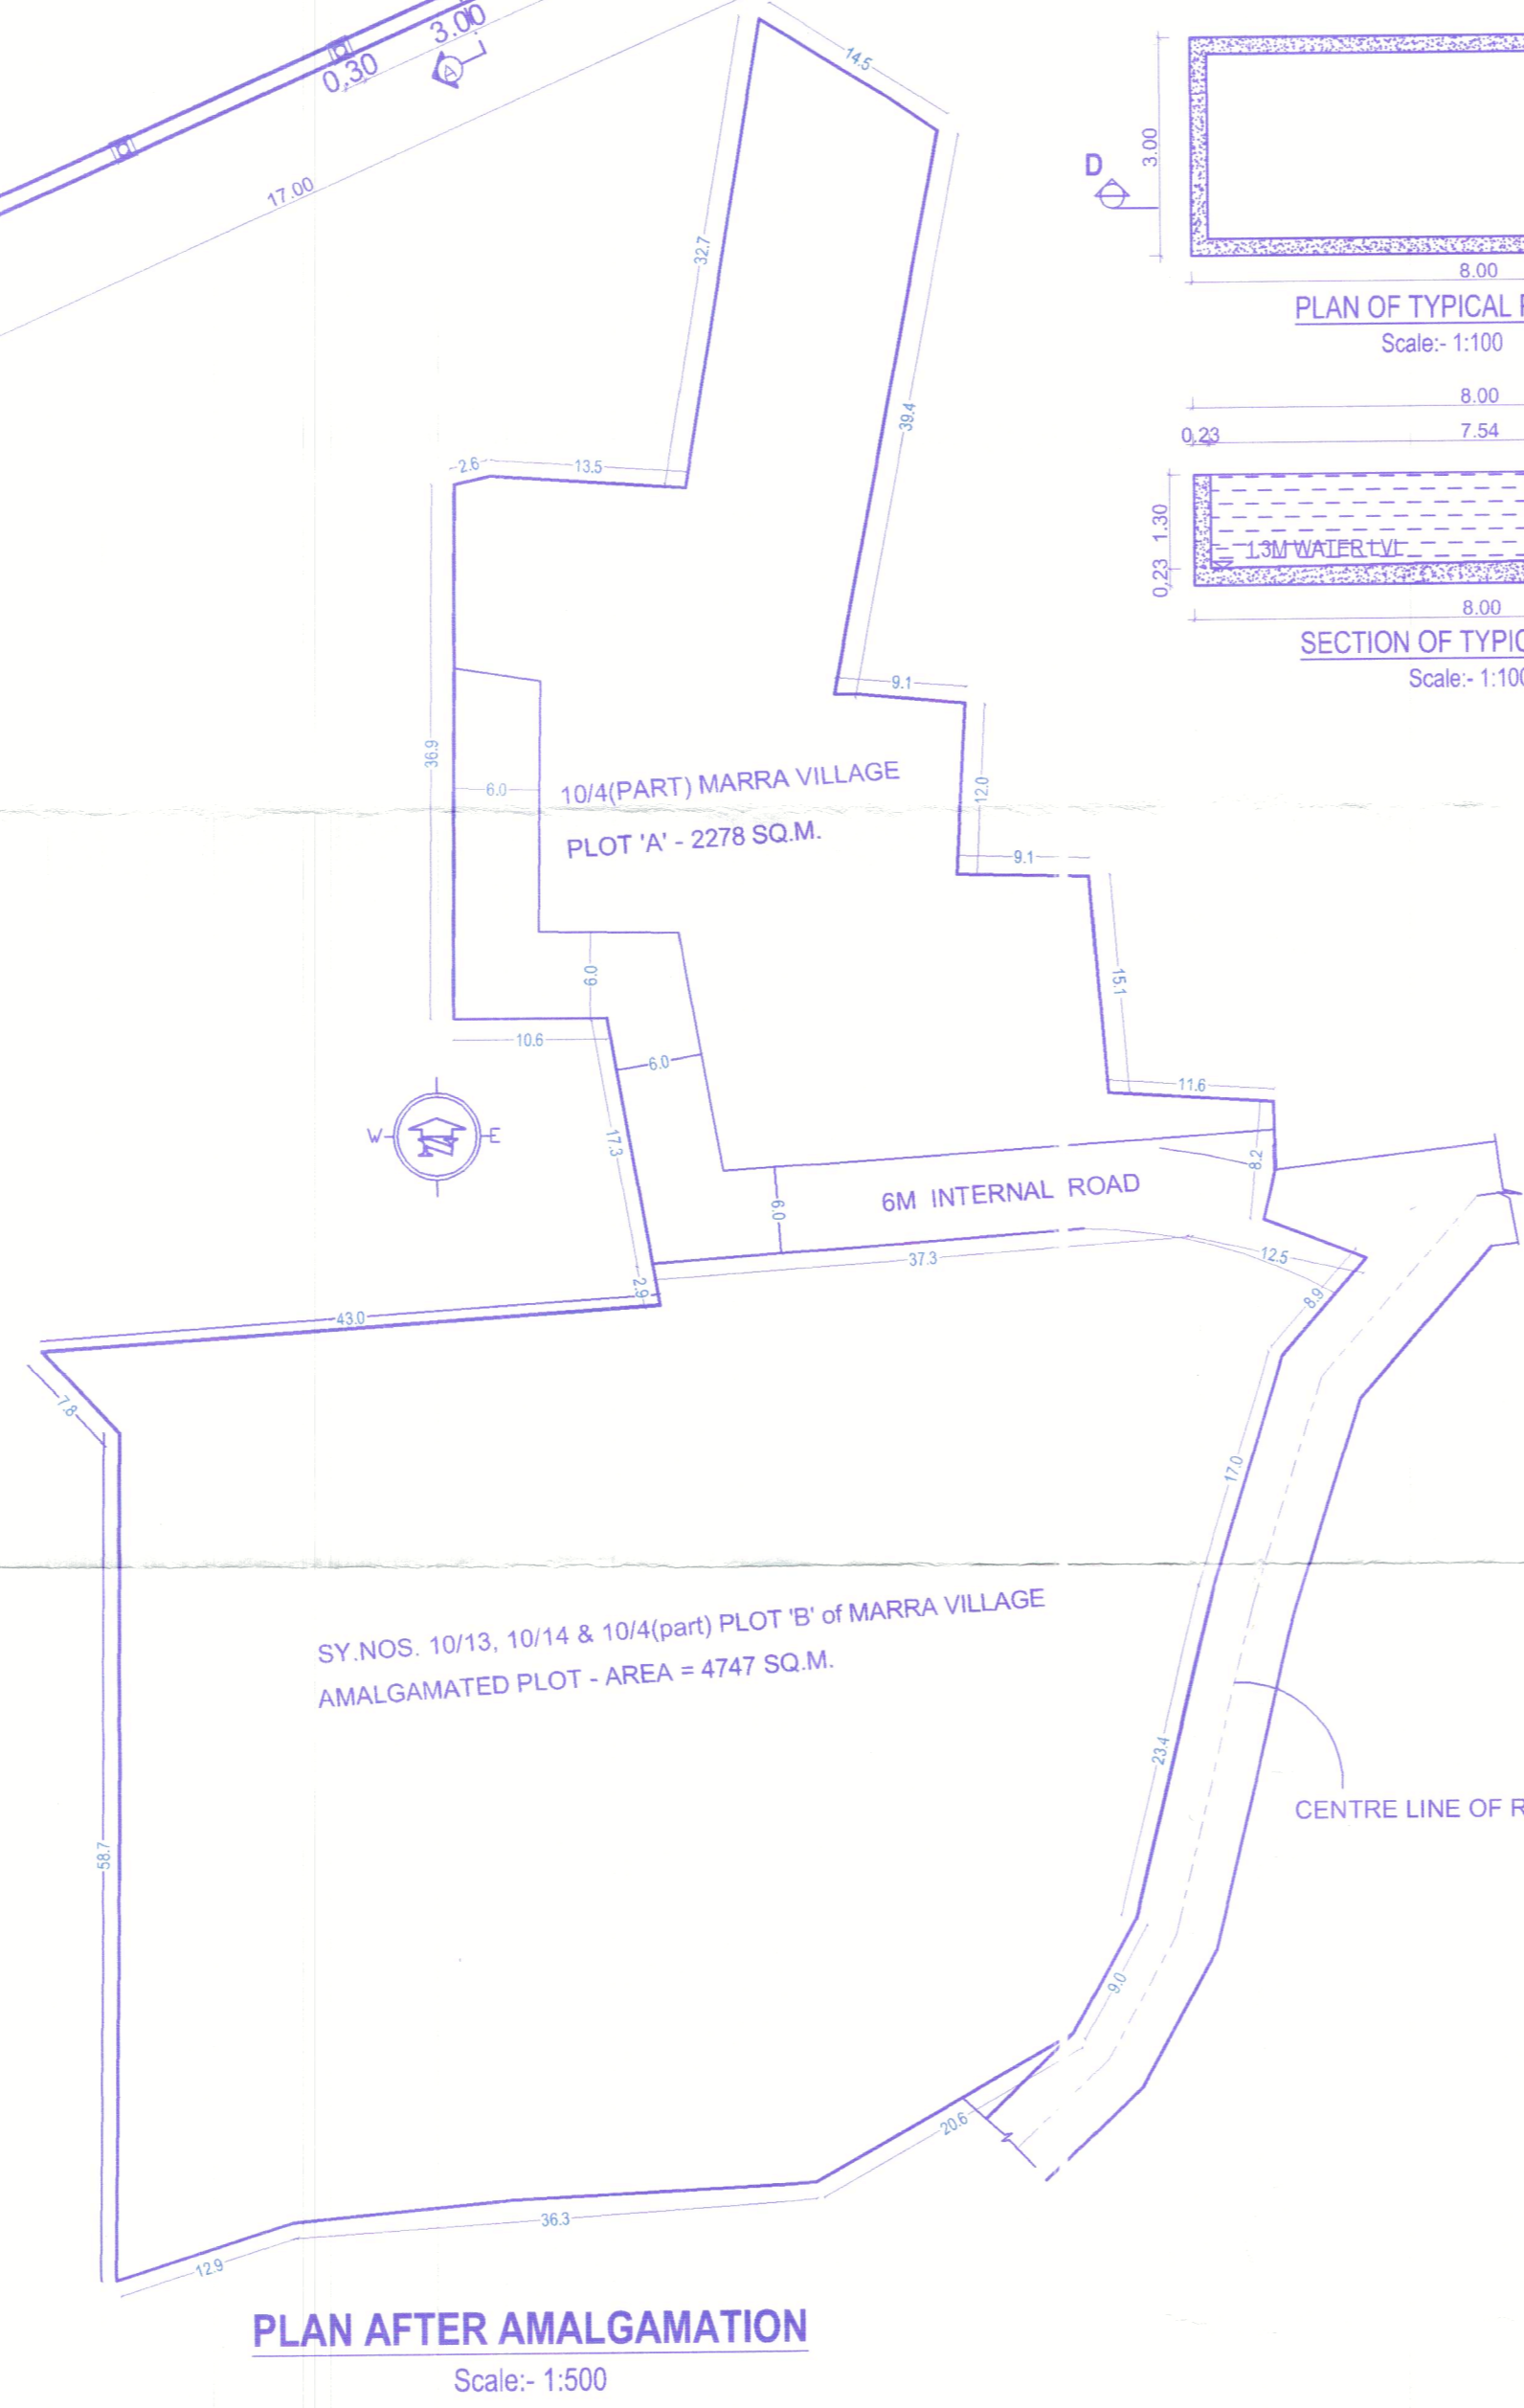 3.00
0.30
A
17.00
14.5
32.7
39.4
2.6
13.5
36.9
6.0
10/4(PART) MARRA VILLAGE
PLOT 'A' - 2278 SQ.M.
9.1
12.0
9.1
15.1
6.0
10.6
6.0
17.3
11.6
8.2
W
N
E
6M INTERNAL ROAD
6.0
37.3
12.5
8.9
2.9
43.0
7.8
17.0
SY.NOS. 10/13, 10/14 & 10/4(part) PLOT 'B' of MARRA VILLAGE
AMALGAMATED PLOT - AREA = 4747 SQ.M.
23.4
58.7
CENTRE LINE OF
9.0
20.6
36.3
12.9
PLAN AFTER AMALGAMATION
Scale:- 1:500
3.00
D
8.00
PLAN OF TYPICAL
Scale:- 1:100
8.00
0.23
7.54
1.30
1.3M WATER LVL
0.23
8.00
SECTION OF
Scale:- 1:100